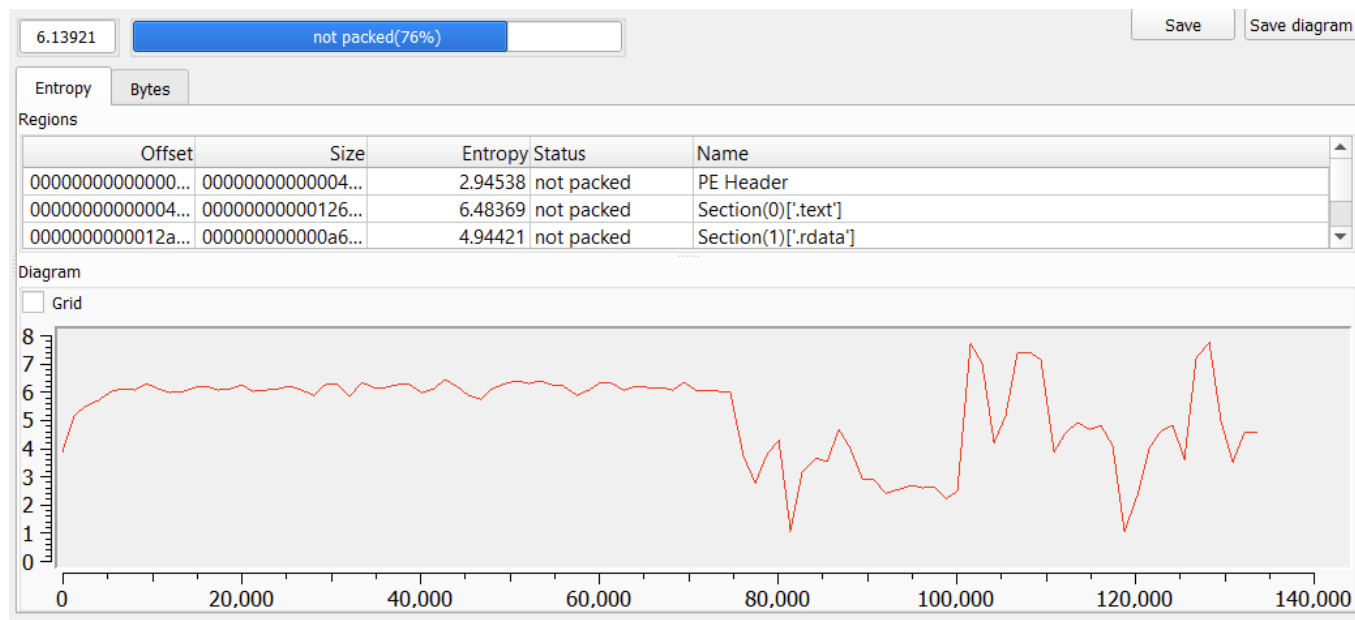 6.13921 not packed(76%) Save Save diagram
Entropy Bytes
Regions
Offset Size Entropy Status Name
00000000000000... 00000000000004... 2.94538 not packed PE Header
00000000000004... 00000000000126... 6.48369 not packed Section(0)['.text']
0000000000012a... 000000000000a6... 4.94421 not packed Section(1)['.rdata']
Diagram
Grid
8
7
6
5
4
3
2
1
0
0 20,000 40,000 60,000 80,000 100,000 120,000 140,000